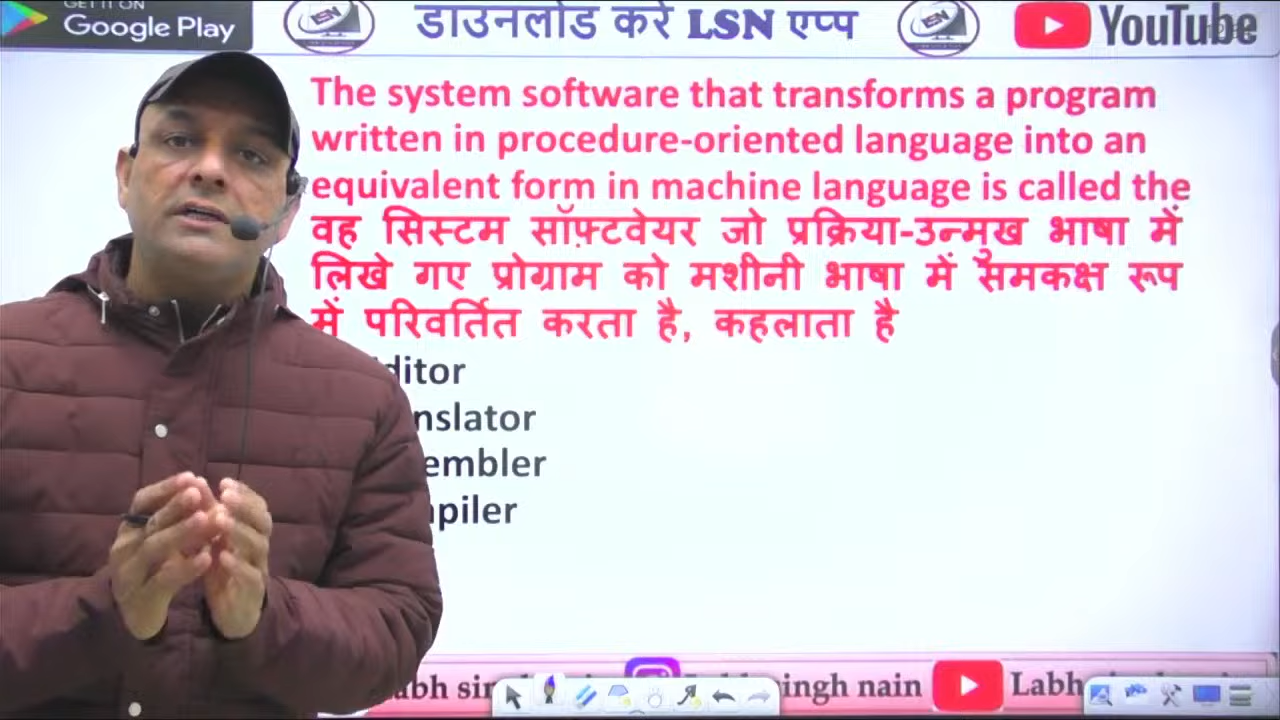 GET IT ON
Google Play
LSN
डाउनलोड करे LSN एप्प
LSN
YouTube
The system software that transforms a program
written in procedure-oriented language into an
equivalent form in machine language is called the
वह सिस्टम सॉफ़्टवेयर जो प्रक्रिया-उन्मुख भाषा में
लिखे गए प्रोग्राम को मशीनी भाषा में समकक्ष रूप
में परिवर्तित करता है, कहलाता है
ditor
nslator
embler
piler
singh nain